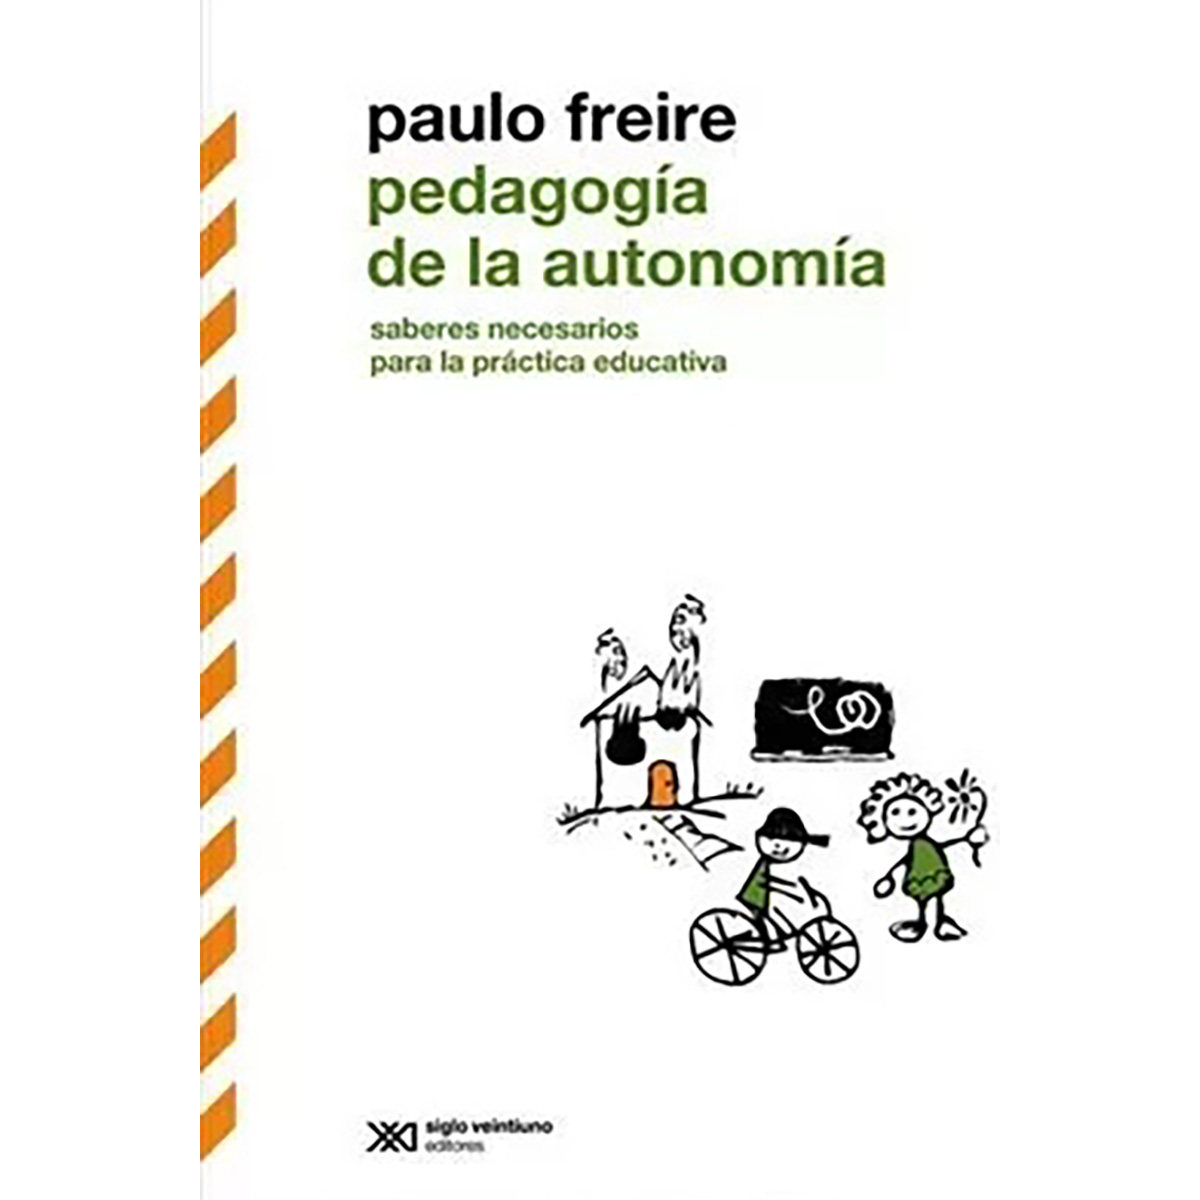 paulo freire
pedagogía
de la autonomía
saberes necesarios
para la práctica educativa
siglo veintiuno
editores